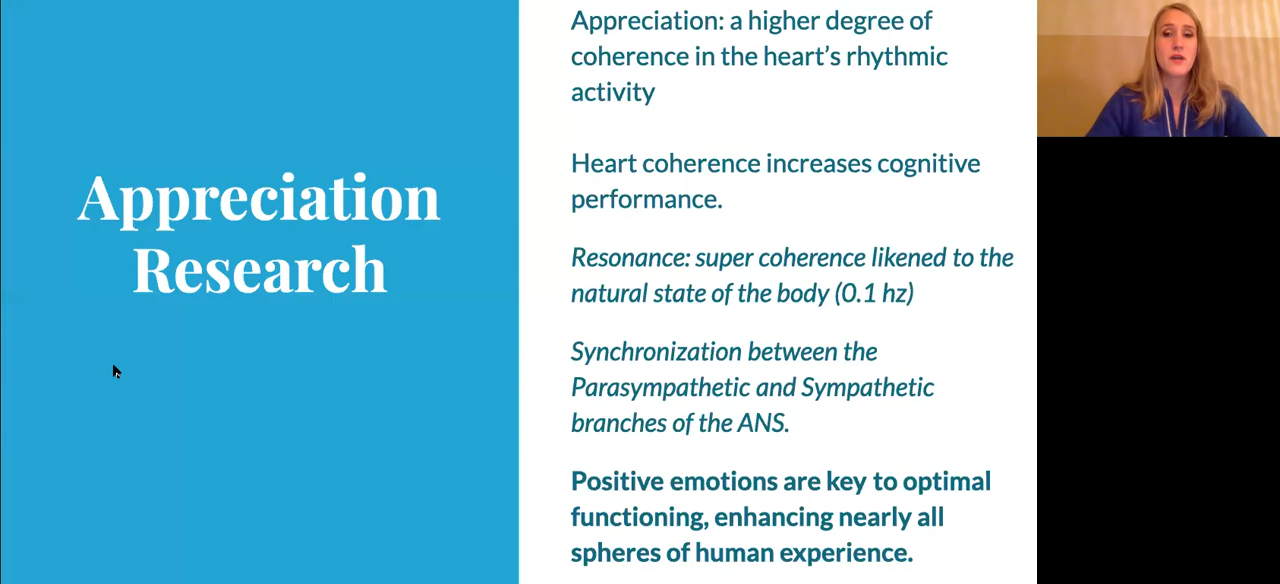 Appreciation
Research
Appreciation: a higher degree of
coherence in the heart’s rhythmic
activity
Heart coherence increases cognitive
performance.
Resonance: super coherence likened to the
natural state of the body (0.1 hz)
Synchronization between the
Parasympathetic and Sympathetic
branches of the ANS.
Positive emotions are key to optimal
functioning, enhancing nearly all
spheres of human experience.